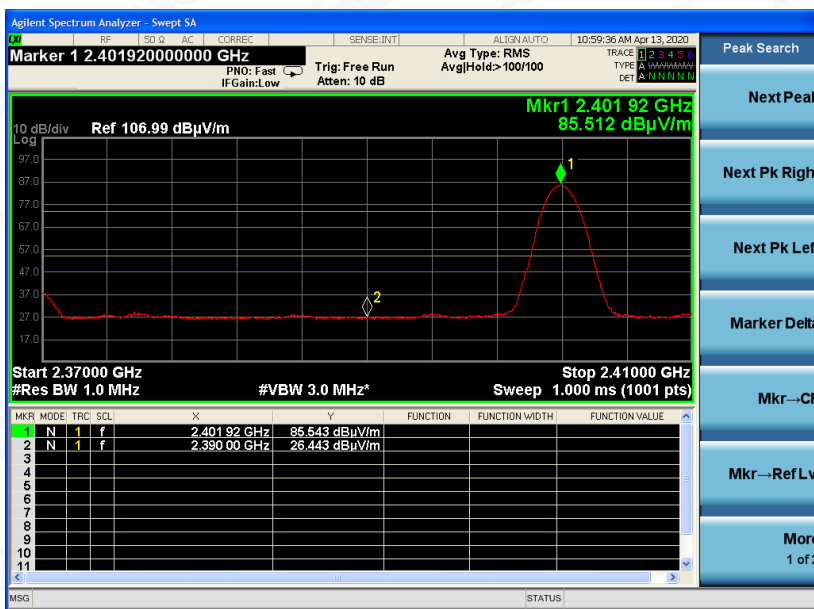 Agilent Spectrum Analyzer - Swept SA
LXI RF 50 Ω AC CORREC SENSE:INT ALIGN AUTO 10:59:36 AM Apr 13, 2020
Marker 1 2.401920000000 GHz
PNO: Fast
IFGain:Low
Trig: Free Run
Atten: 10 dB
Avg Type: RMS
Avg|Hold:>100/100
TRACE 1 2 3 4 5 6
TYPE A WWWWW
DET A N N N N N
Peak Search
Mkr1 2.401 92 GHz
85.512 dBµV/m
10 dB/div Ref 106.99 dBµV/m
Log
97.0
87.0
77.0
67.0
57.0
47.0
37.0
27.0
17.0
1
2
Start 2.37000 GHz Stop 2.41000 GHz
#Res BW 1.0 MHz #VBW 3.0 MHz* Sweep 1.000 ms (1001 pts)
MKR MODE TRC SCL X Y FUNCTION FUNCTION WIDTH FUNCTION VALUE
1 N 1 f 2.401 92 GHz 85.543 dBµV/m
2 N 1 f 2.390 00 GHz 26.443 dBµV/m
3
4
5
6
7
8
9
10
11
MSG STATUS
Next Peal
Next Pk Righ
Next Pk Lef
Marker Delta
Mkr→CF
Mkr→Ref Lv
More
1 of 2